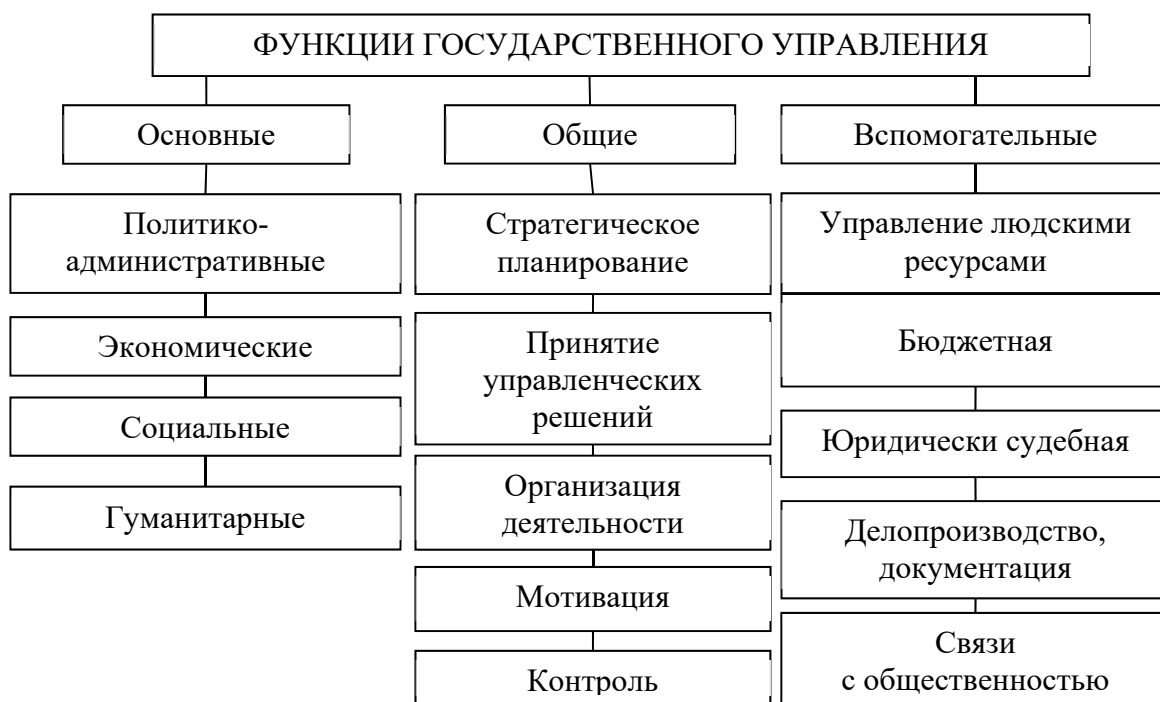 ФУНКЦИИ ГОСУДАРСТВЕННОГО УПРАВЛЕНИЯ
Основные
Политико-
административные
Экономические
Социальные
Гуманитарные
Общие
Стратегическое
планирование
Принятие
управленческих
решений
Организация
деятельности
Мотивация
Контроль
Вспомогательные
Управление людскими
ресурсами
Бюджетная
Юридически судебная
Делопроизводство,
документация
Связи
с общественностью